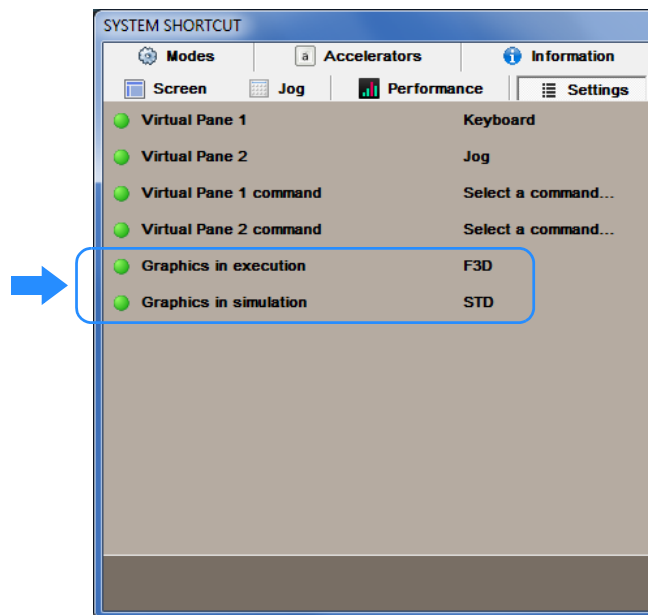 SYSTEM SHORTCUT
Modes a Accelerators i Information
Screen Jog Performance Settings
Virtual Pane 1 Keyboard
Virtual Pane 2 Jog
Virtual Pane 1 command Select a command...
Virtual Pane 2 command Select a command...
Graphics in execution F3D
Graphics in simulation STD